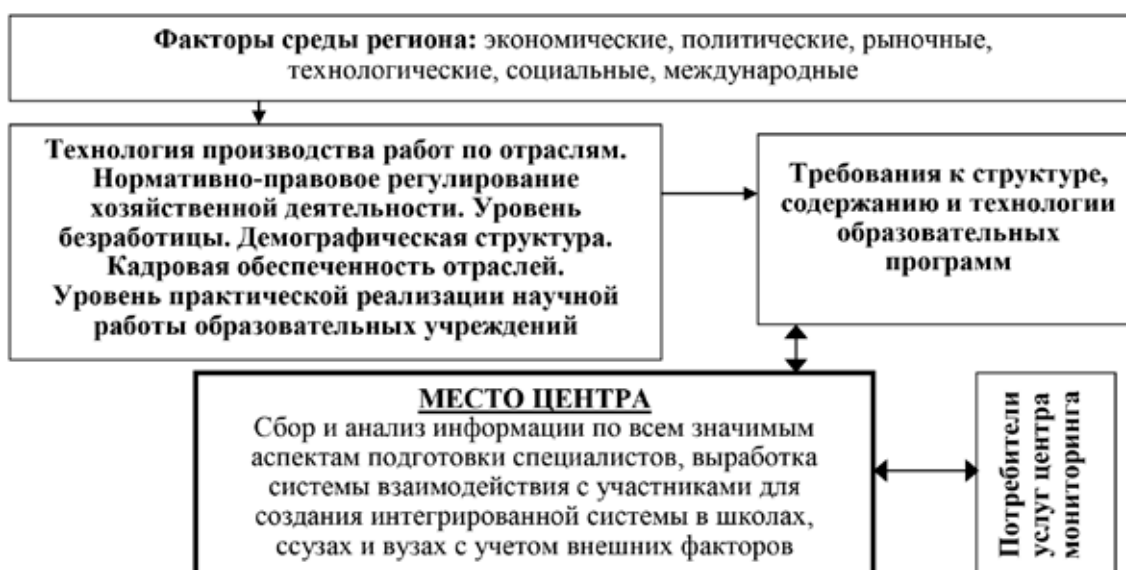 Факторы среды региона: экономические, политические, рыночные,
технологические, социальные, международные
Технология производства работ по отраслям.
Нормативно-правовое регулирование
хозяйственной деятельности. Уровень
безработицы. Демографическая структура.
Кадровая обеспеченность отраслей.
Уровень практической реализации научной
работы образовательных учреждений
Требования к структуре,
содержанию и технологии
образовательных
программ
МЕСТО ЦЕНТРА
Сбор и анализ информации по всем значимым
аспектам подготовки специалистов, выработка
системы взаимодействия с участниками для
создания интегрированной системы в школах,
ссузах и вузах с учетом внешних факторов
Потребители
услуг центра
мониторинга